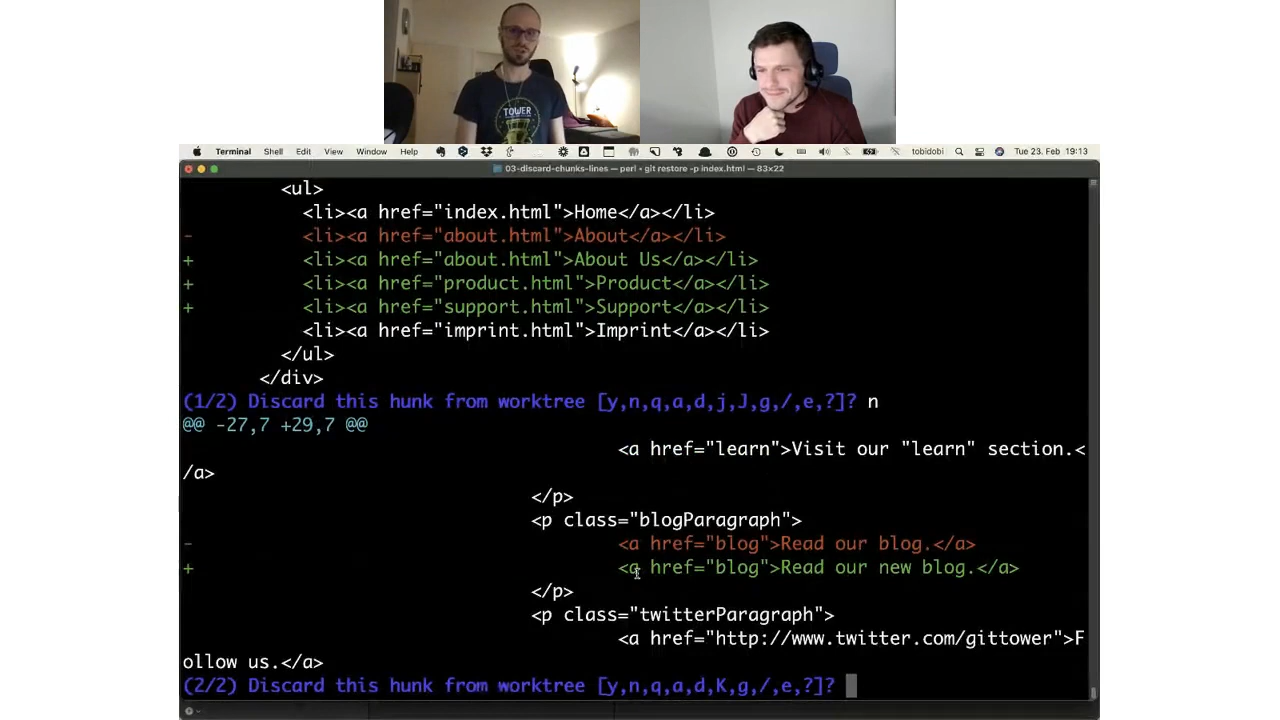 TOWER
Terminal Shell Edit View Window Help tobidobi Tue 23. Feb 19:13
03-discard-chunks-lines — perl • git restore -p index.html — 83×22
<ul>
<li><a href="index.html">Home</a></li>
- <li><a href="about.html">About</a></li>
+ <li><a href="about.html">About Us</a></li>
+ <li><a href="product.html">Product</a></li>
+ <li><a href="support.html">Support</a></li>
<li><a href="imprint.html">Imprint</a></li>
</ul>
</div>
(1/2) Discard this hunk from worktree [y,n,q,a,d,j,J,g,/,e,?]? n
@@ -27,7 +29,7 @@
<a href="learn">Visit our "learn" section.<
/a>
</p>
<p class="blogParagraph">
- <a href="blog">Read our blog.</a>
+ <a href="blog">Read our new blog.</a>
</p>
<p class="twitterParagraph">
<a href="http://www.twitter.com/gittower">F
ollow us.</a>
(2/2) Discard this hunk from worktree [y,n,q,a,d,K,g,/,e,?]?